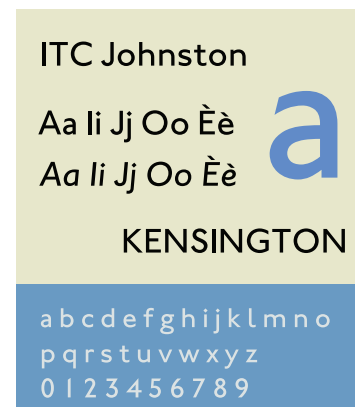 ITC Johnston
a
Aa Ii Jj Oo Èè
Aa Ii Jj Oo Èè
KENSINGTON
a b c d e f g h i j k l m n o
p q r s t u v w x y z
0 1 2 3 4 5 6 7 8 9